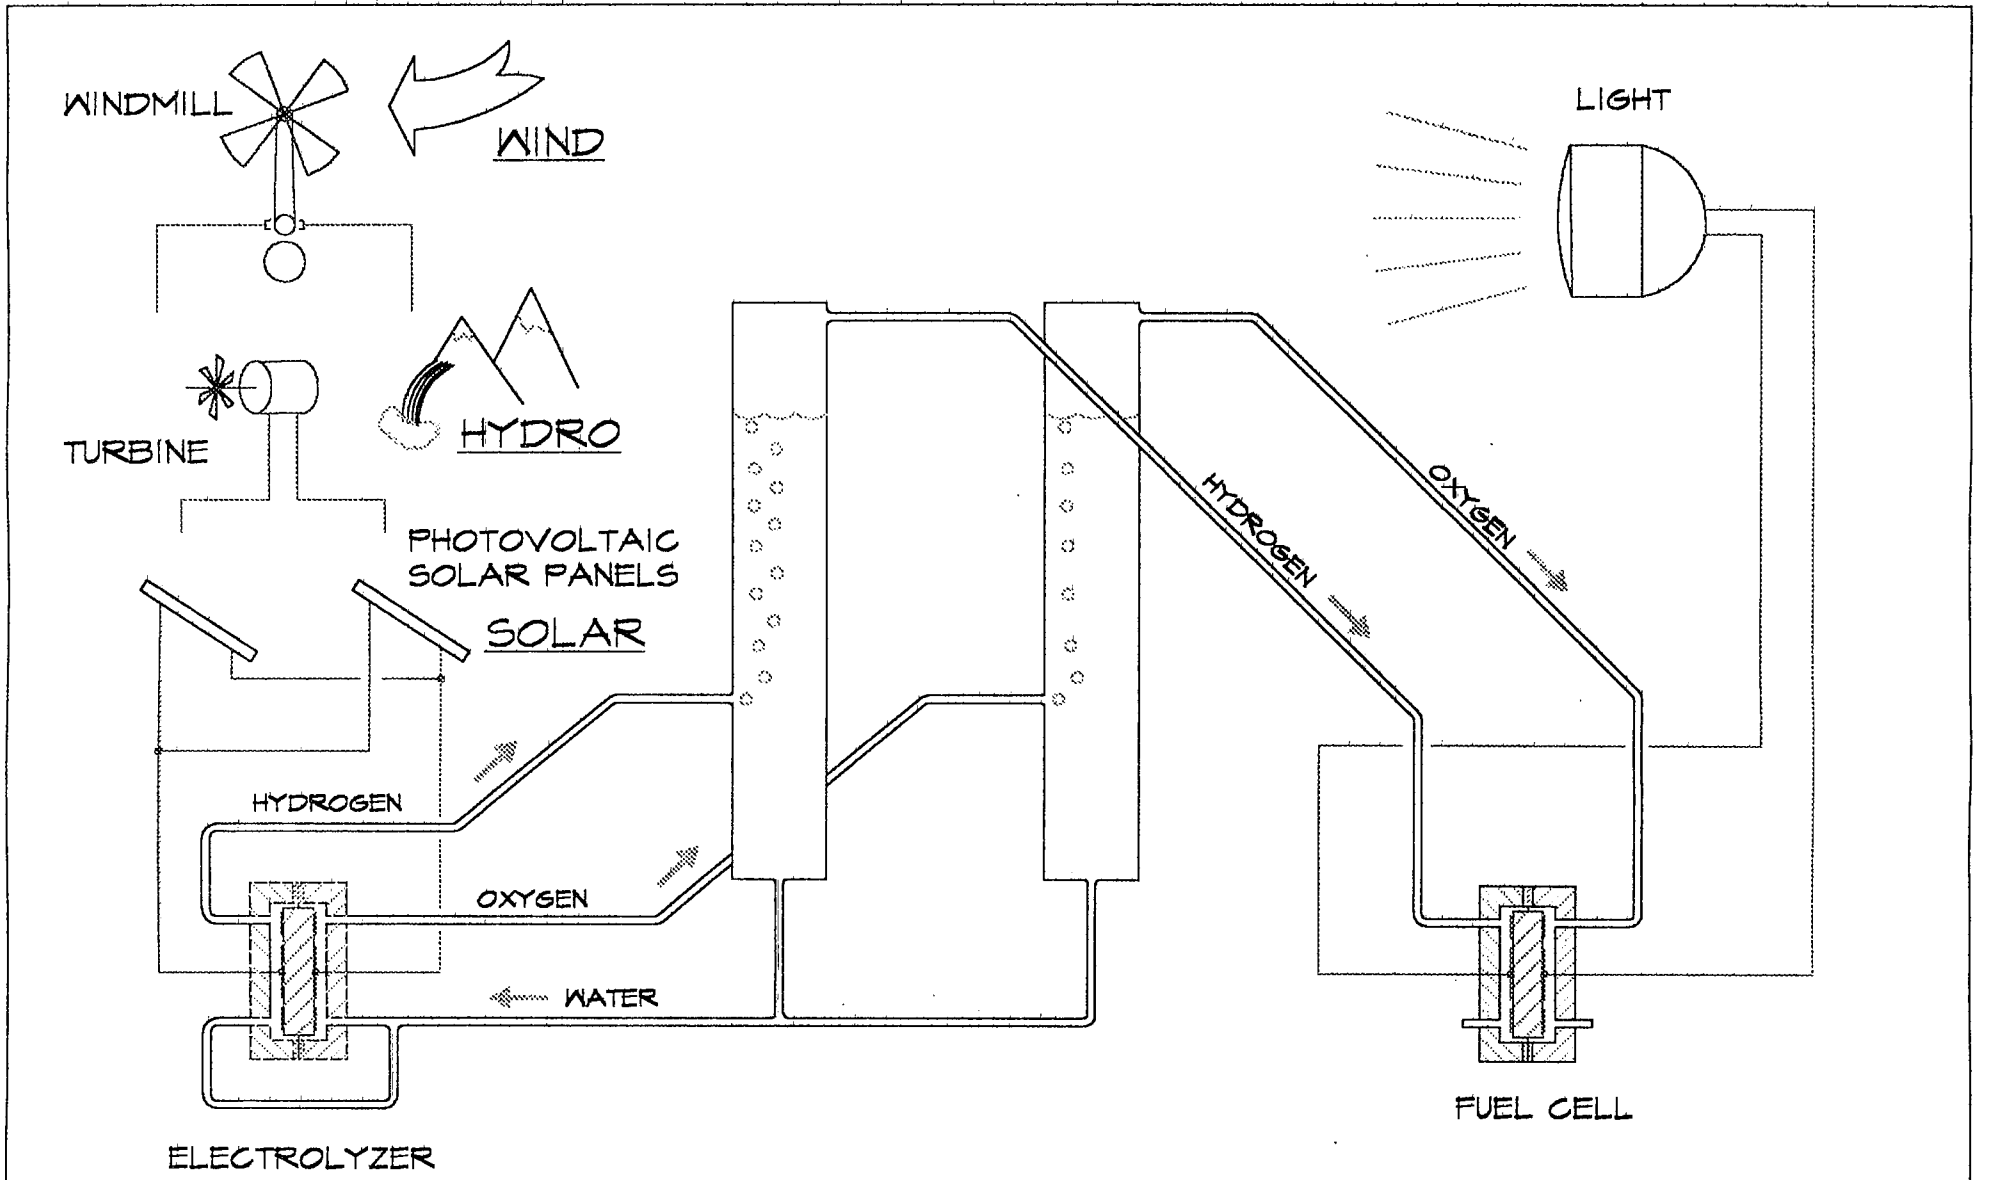 WINDMILL
WIND
LIGHT
TURBINE
HYDRO
PHOTOVOLTAIC
SOLAR PANELS
SOLAR
HYDROGEN
OXYGEN
HYDROGEN
OXYGEN
WATER
FUEL CELL
ELECTROLYZER